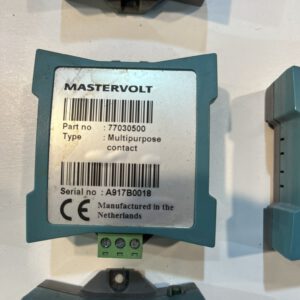 MASTERVOLT
Part no : 77030500
Type : Multipurpose
contact
Serial no : A917B0018
CE Manufactured in the
Netherlands